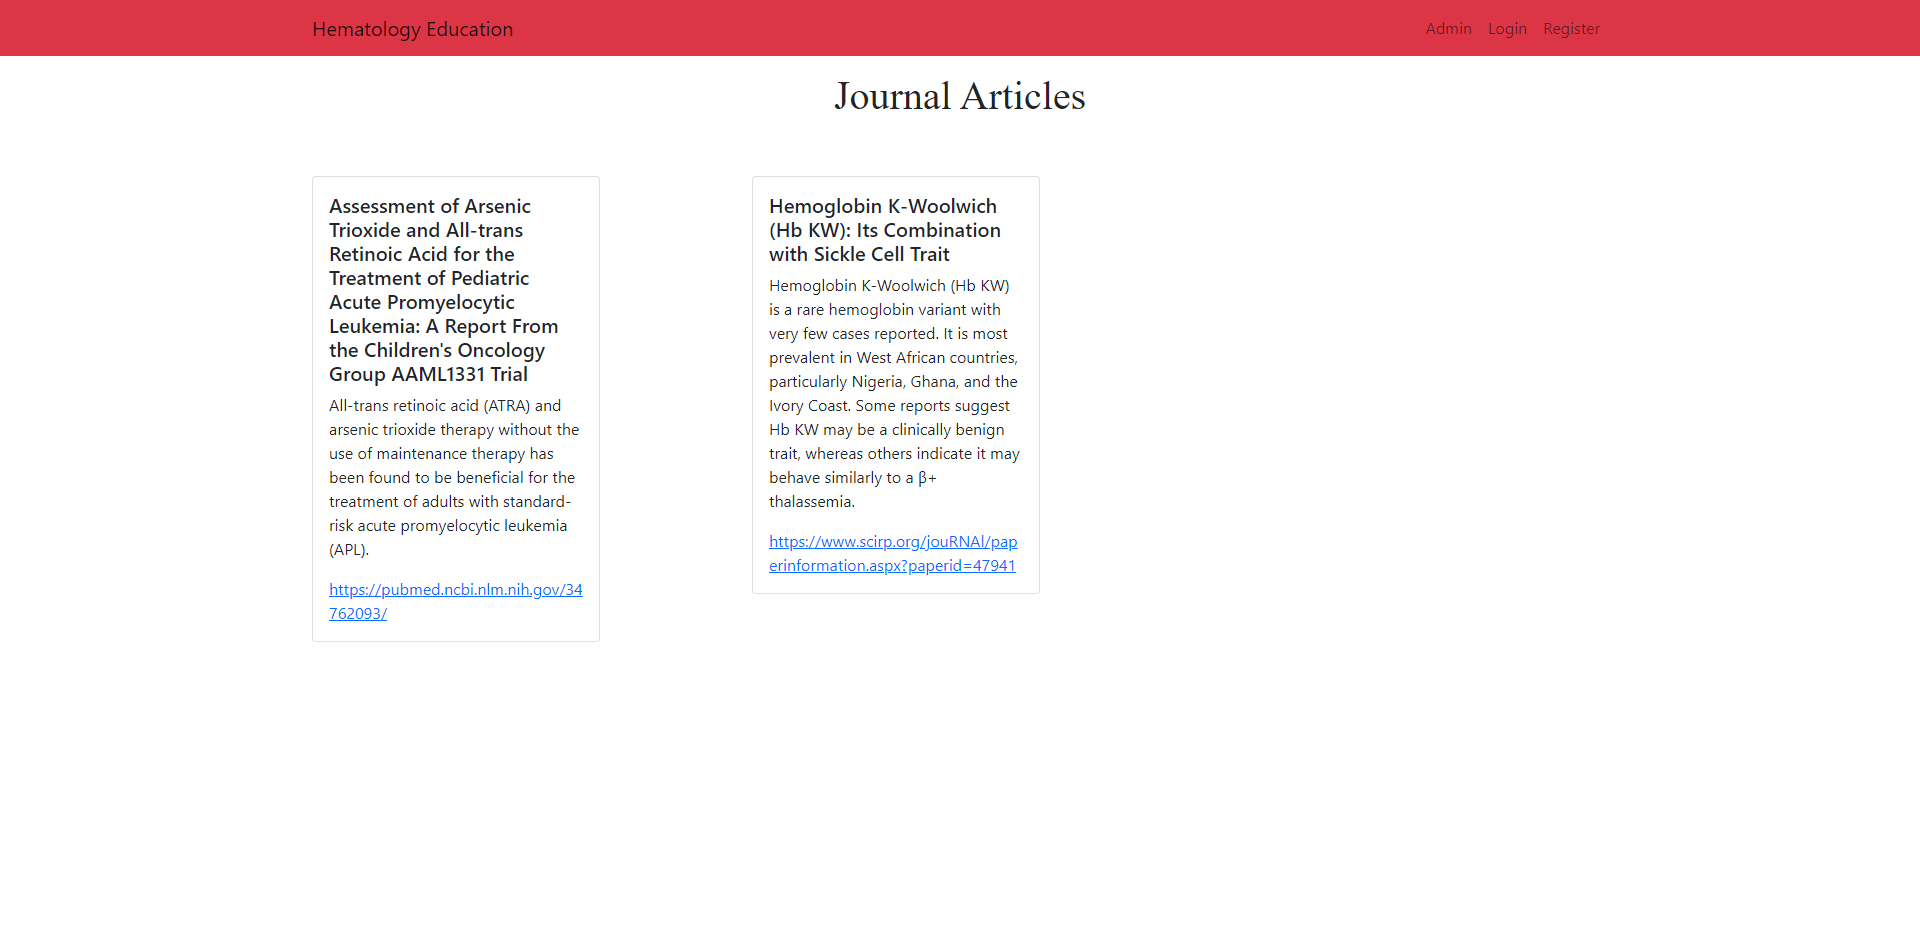 Hematology Education
Admin
Login
Register
Journal Articles
Assessment of Arsenic
Trioxide and All-trans
Retinoic Acid for the
Treatment of Pediatric
Acute Promyelocytic
Leukemia: A Report From
the Children's Oncology
Group AAML1331 Trial
All-trans retinoic acid (ATRA) and
arsenic trioxide therapy without the
use of maintenance therapy has
been found to be beneficial for the
treatment of adults with standard-
risk acute promyelocytic leukemia
(APL).
https://pubmed.ncbi.nlm.nih.gov/34
762093/
Hemoglobin K-Woolwich
(Hb KW): Its Combination
with Sickle Cell Trait
Hemoglobin K-Woolwich (Hb KW)
is a rare hemoglobin variant with
very few cases reported. It is most
prevalent in West African countries,
particularly Nigeria, Ghana, and the
Ivory Coast. Some reports suggest
Hb KW may be a clinically benign
trait, whereas others indicate it may
behave similarly to a β+
thalassemia.
https://www.scirp.org/jouRNAl/pap
erinformation.aspx?paperid=47941